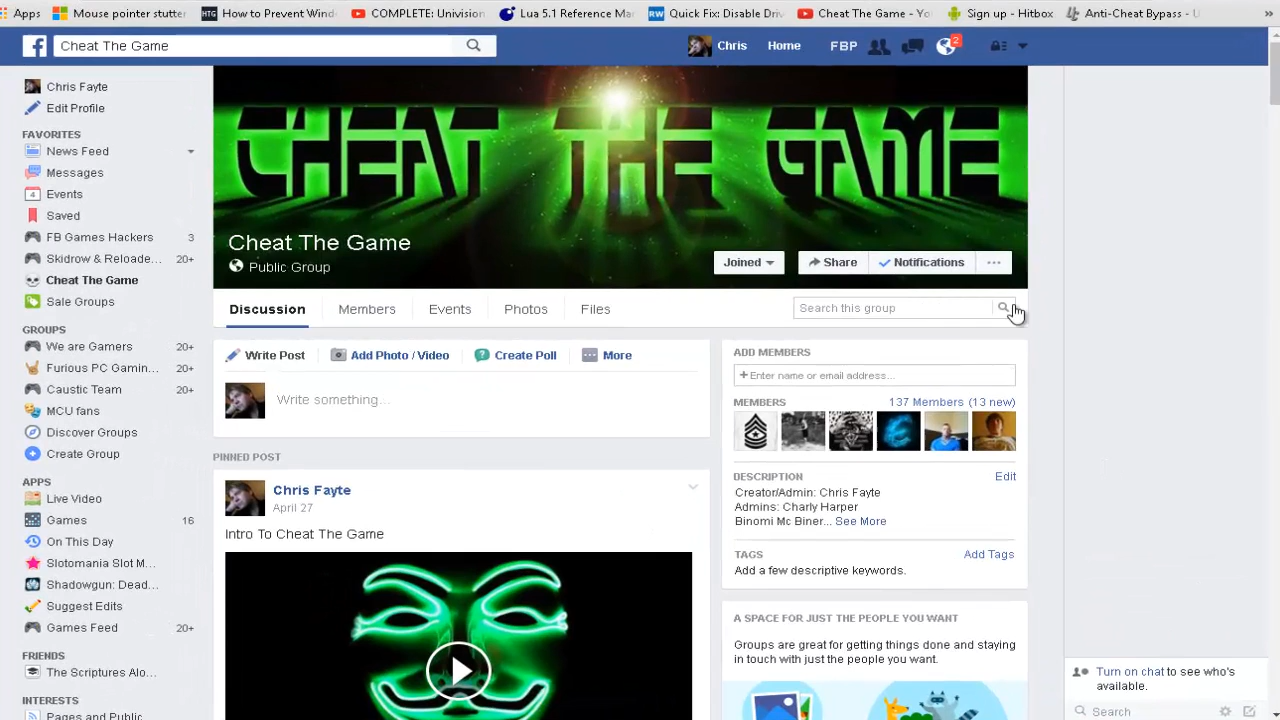 Apps
Mono: pointer stutte
How to Prevent Word
COMPLETE Univisio
Lua 5.1 Reference Ma
Quick Fix: Disable Driv
Cheat The Game - Yo
Sign up - Hitbox
Anti-Cheat Bypass - U
»
Cheat The Game
Chris
Home
FBP
2
Chris Fayte
Edit Profile
FAVORITES
News Feed
Messages
4 Events
Saved
FB Games Hackers 3
Skidrow & Reloade... 20+
Cheat The Game
Sale Groups
GROUPS
We are Gamers 20+
Furious PC Gamin... 20+
Caustic Team 20+
MCU fans
Discover Groups
Create Group
APPS
Live Video
Games 16
On This Day
Slotomania Slot M...
Shadowgun: Dead...
Suggest Edits
Games Feed 20+
FRIENDS
The Scriptures Alo...
INTERESTS
Pages and Public
CHEAT THE GAME
Cheat The Game
Public Group
Joined
Share
Notifications
...
Discussion
Members
Events
Photos
Files
Search this group
Write Post
Add Photo / Video
Create Poll
More
Write something...
PINNED POST
Chris Fayte
April 27
Intro To Cheat The Game
ADD MEMBERS
+ Enter name or email address...
MEMBERS
137 Members (13 new)
DESCRIPTION
Edit
Creator/Admin: Chris Fayte
Admins: Charly Harper
Binomi Mc Biner... See More
TAGS
Add Tags
Add a few descriptive keywords.
A SPACE FOR JUST THE PEOPLE YOU WANT
Groups are great for getting things done and staying
in touch with just the people you want.
Turn on chat to see who's
available.
Search